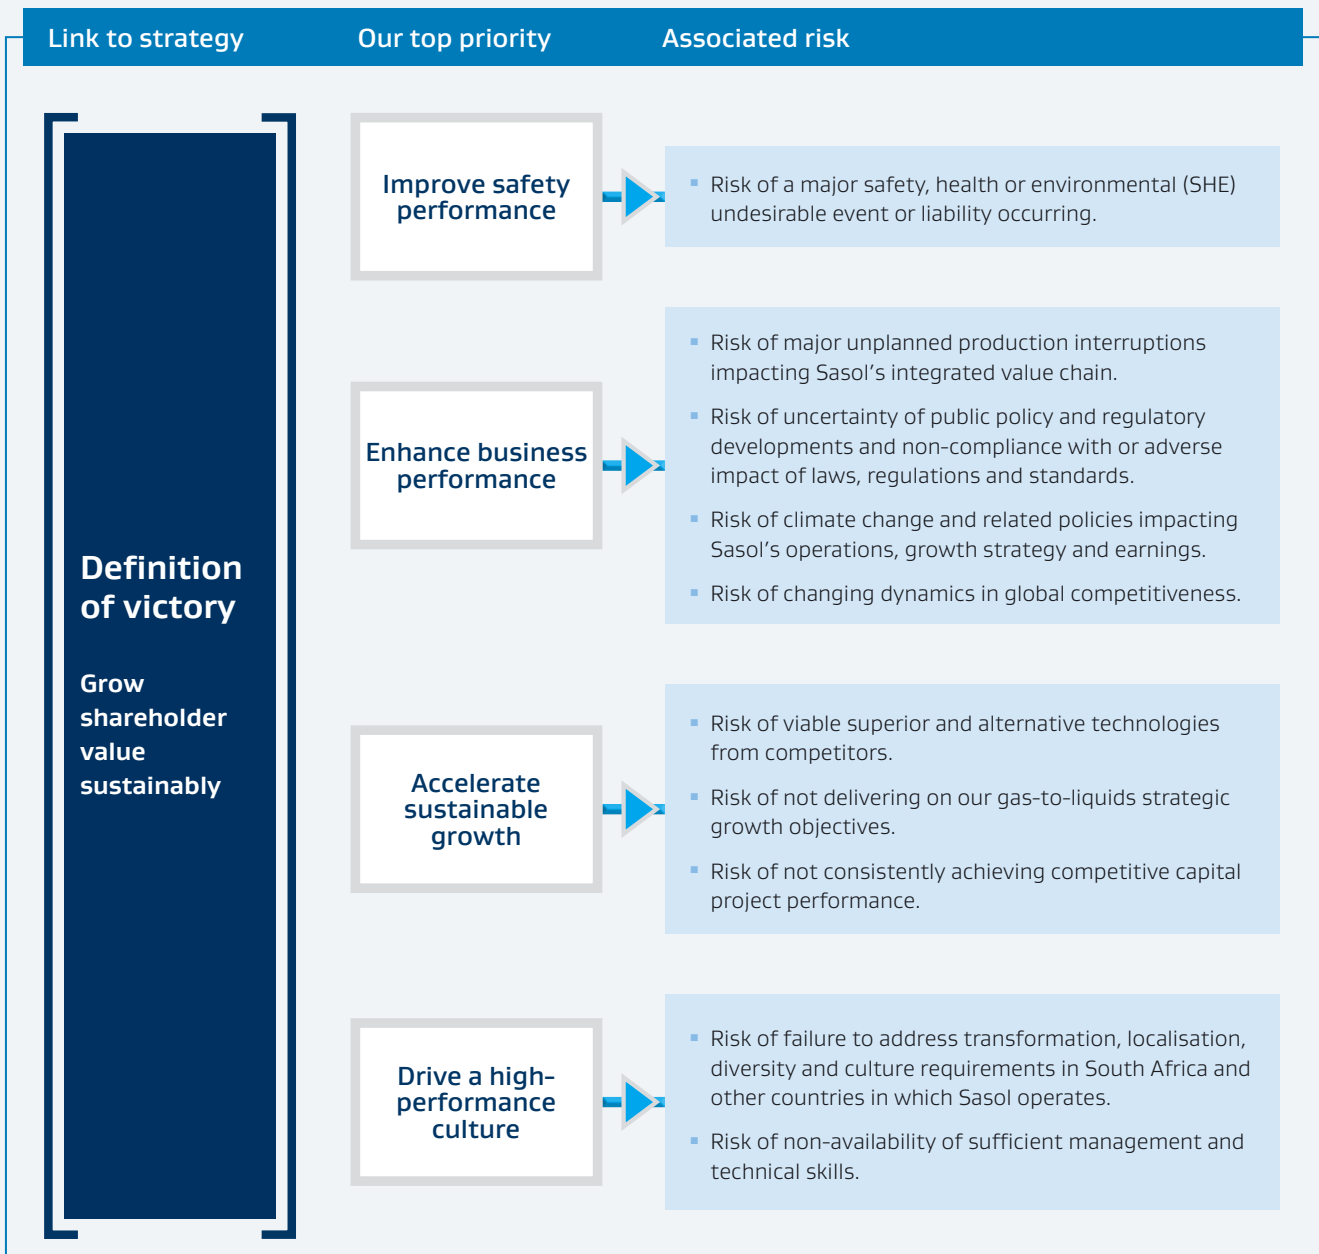 Link to strategy
Our top priority
Associated risk
Definition
of victory
Grow
shareholder
value
sustainably
Improve safety
performance
▪ Risk of a major safety, health or environmental (SHE)
undesirable event or liability occurring.
Enhance business
performance
▪ Risk of major unplanned production interruptions
impacting Sasol’s integrated value chain.
▪ Risk of uncertainty of public policy and regulatory
developments and non-compliance with or adverse
impact of laws, regulations and standards.
▪ Risk of climate change and related policies impacting
Sasol’s operations, growth strategy and earnings.
▪ Risk of changing dynamics in global competitiveness.
Accelerate
sustainable
growth
▪ Risk of viable superior and alternative technologies
from competitors.
▪ Risk of not delivering on our gas-to-liquids strategic
growth objectives.
▪ Risk of not consistently achieving competitive capital
project performance.
Drive a high-
performance
culture
▪ Risk of failure to address transformation, localisation,
diversity and culture requirements in South Africa and
other countries in which Sasol operates.
▪ Risk of non-availability of sufficient management and
technical skills.